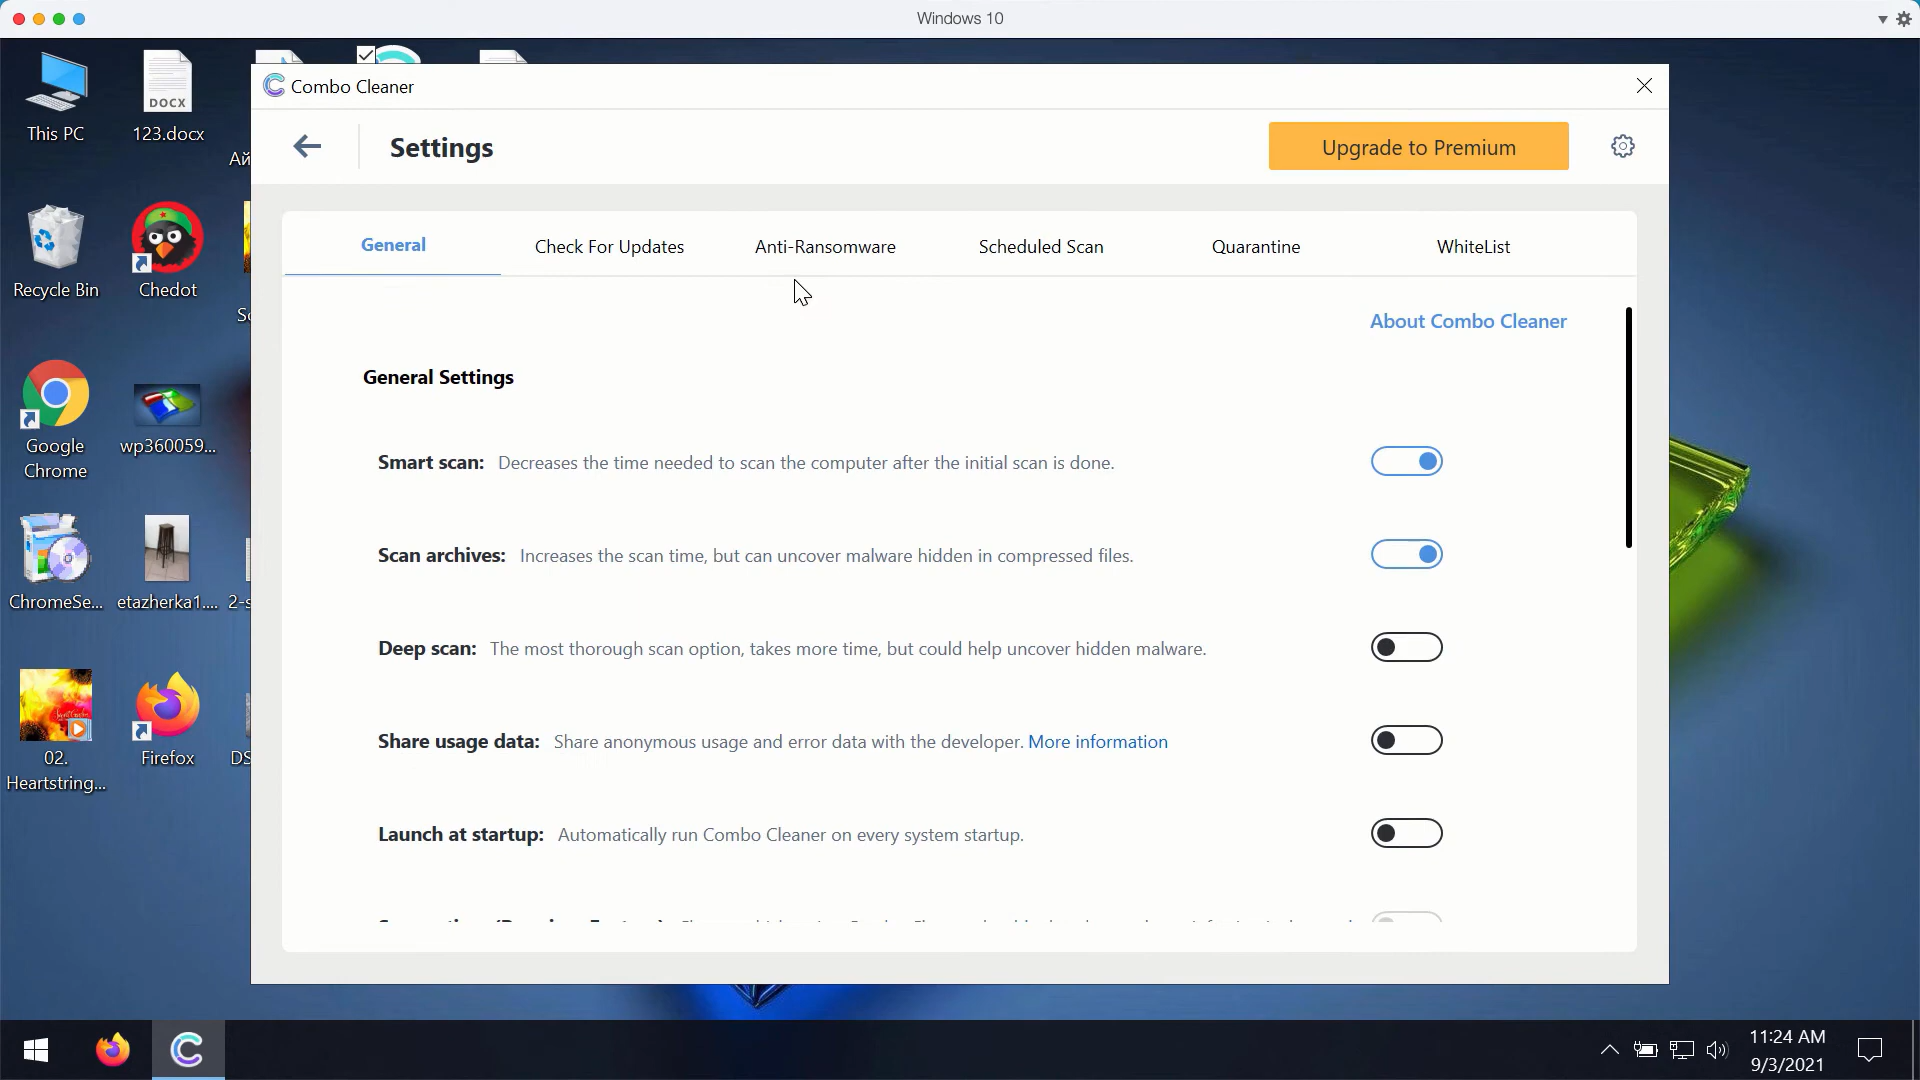 Windows 10
This PC
DOCX
123.docx
Recycle Bin
Chedot
Google
Chrome
wp360059...
ChromeSe...
etazherka1....
2-s
02.
Heartstring...
Firefox
DS
Combo Cleaner
Settings
Upgrade to Premium
General
Check For Updates
Anti-Ransomware
Scheduled Scan
Quarantine
WhiteList
About Combo Cleaner
General Settings
Smart scan: Decreases the time needed to scan the computer after the initial scan is done.
Scan archives: Increases the scan time, but can uncover malware hidden in compressed files.
Deep scan: The most thorough scan option, takes more time, but could help uncover hidden malware.
Share usage data: Share anonymous usage and error data with the developer. More information
Launch at startup: Automatically run Combo Cleaner on every system startup.
11:24 AM
9/3/2021